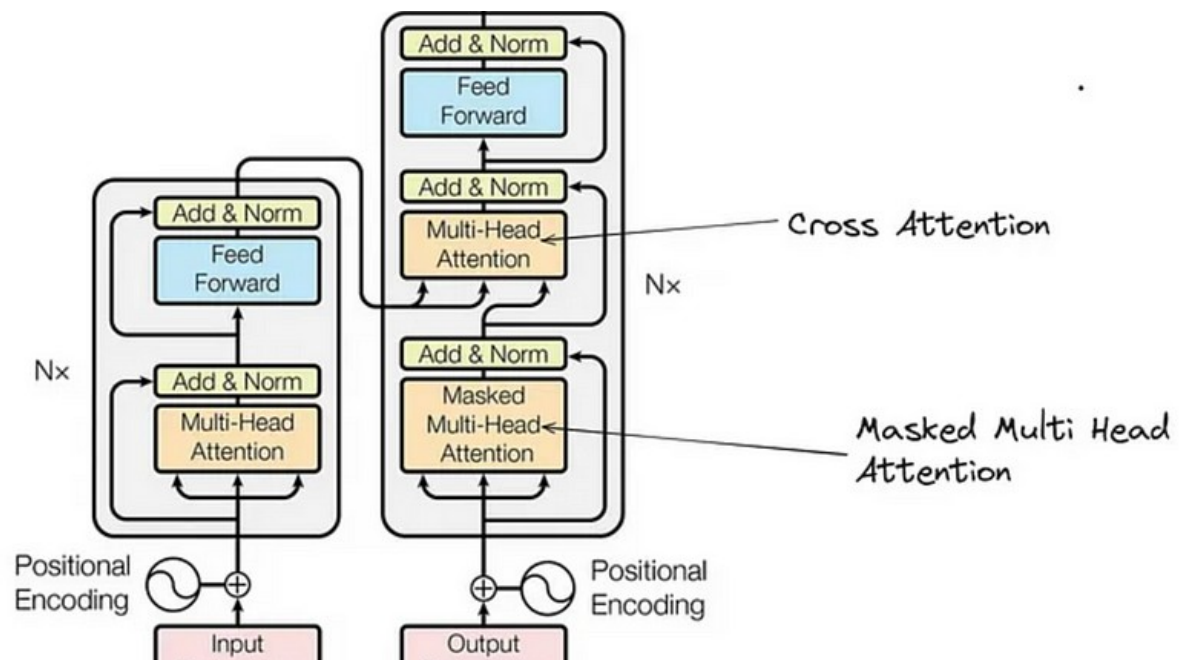 Add & Norm
Feed
Forward
Add & Norm
Multi-Head
Attention
Cross Attention
Nx
Add & Norm
Masked
Multi-Head
Attention
Masked Multi Head
Attention
Add & Norm
Feed
Forward
Nx
Add & Norm
Multi-Head
Attention
Positional
Encoding
Positional
Encoding
Input
Output